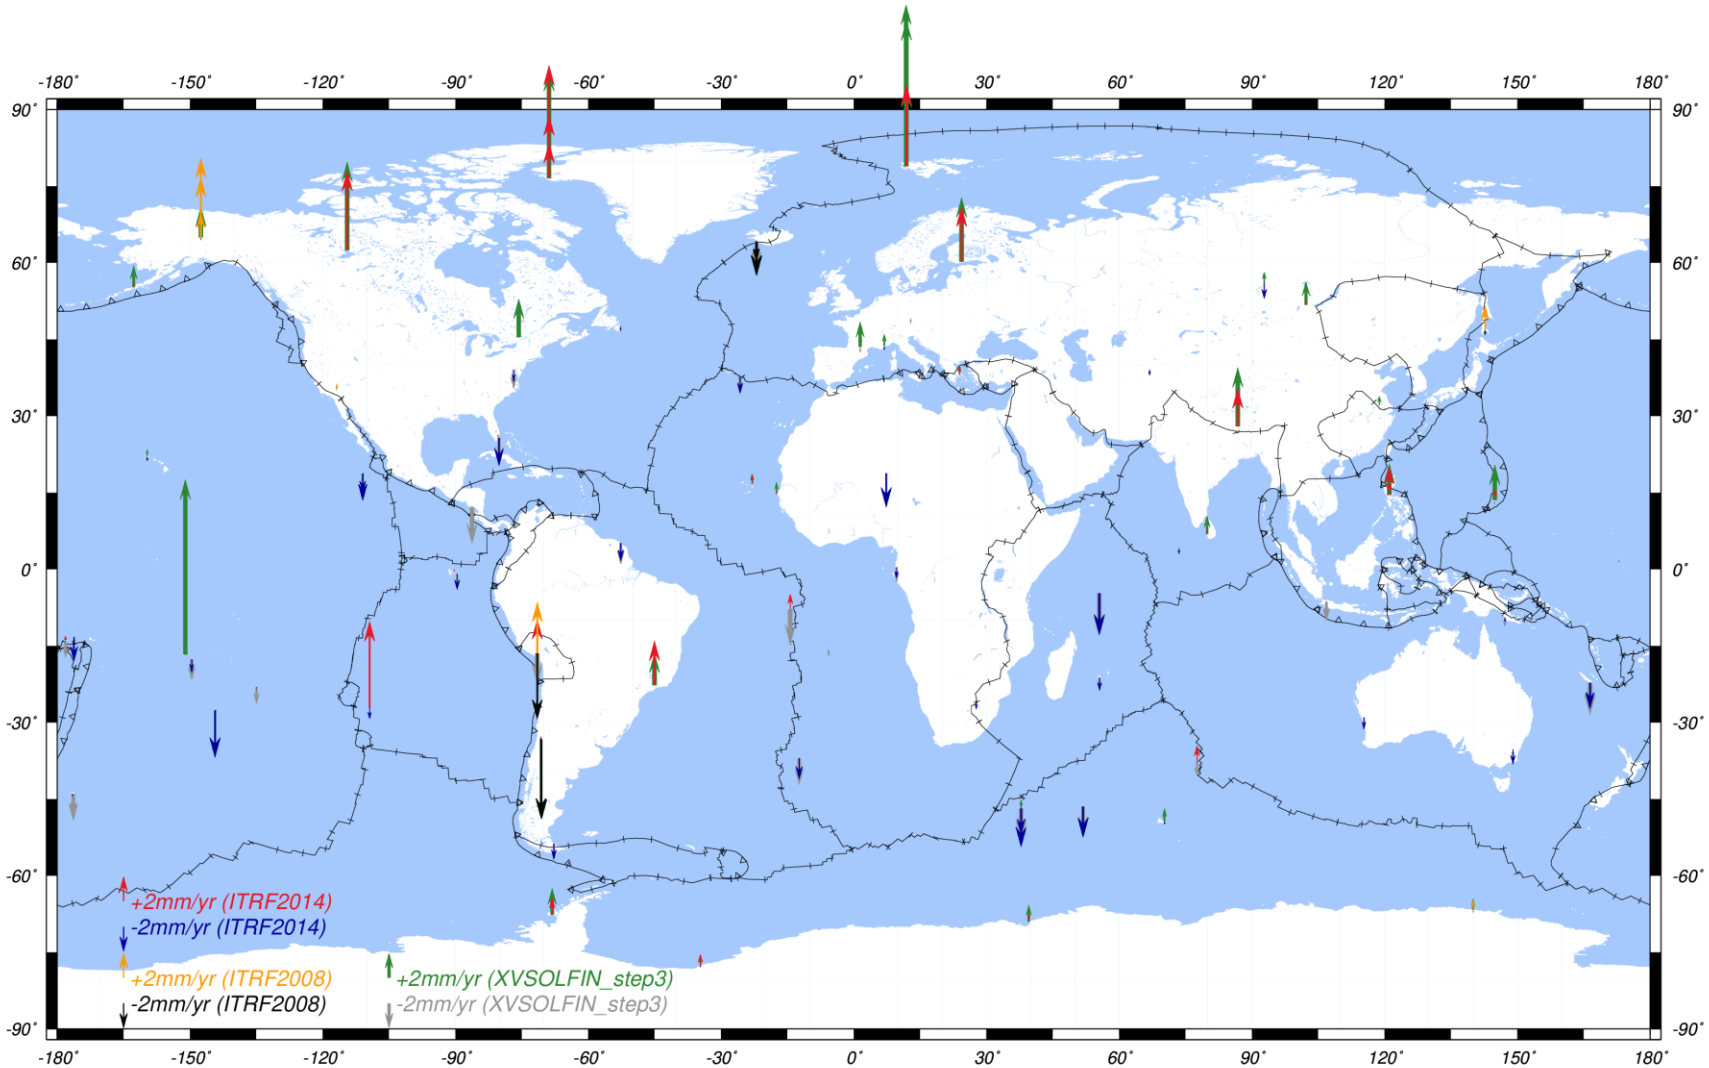 -180° -150° -120° -90° -60° -30° 0° 30° 60° 90° 120° 150° 180°
90° 90°
60° 60°
30° 30°
0° 0°
-30° -30°
-60° -60°
+2mm/yr (ITRF2014)
-2mm/yr (ITRF2014)
+2mm/yr (ITRF2008) +2mm/yr (XVSOLFIN_step3)
-2mm/yr (ITRF2008) -2mm/yr (XVSOLFIN_step3)
-90° -90°
-180° -150° -120° -90° -60° -30° 0° 30° 60° 90° 120° 150° 180°